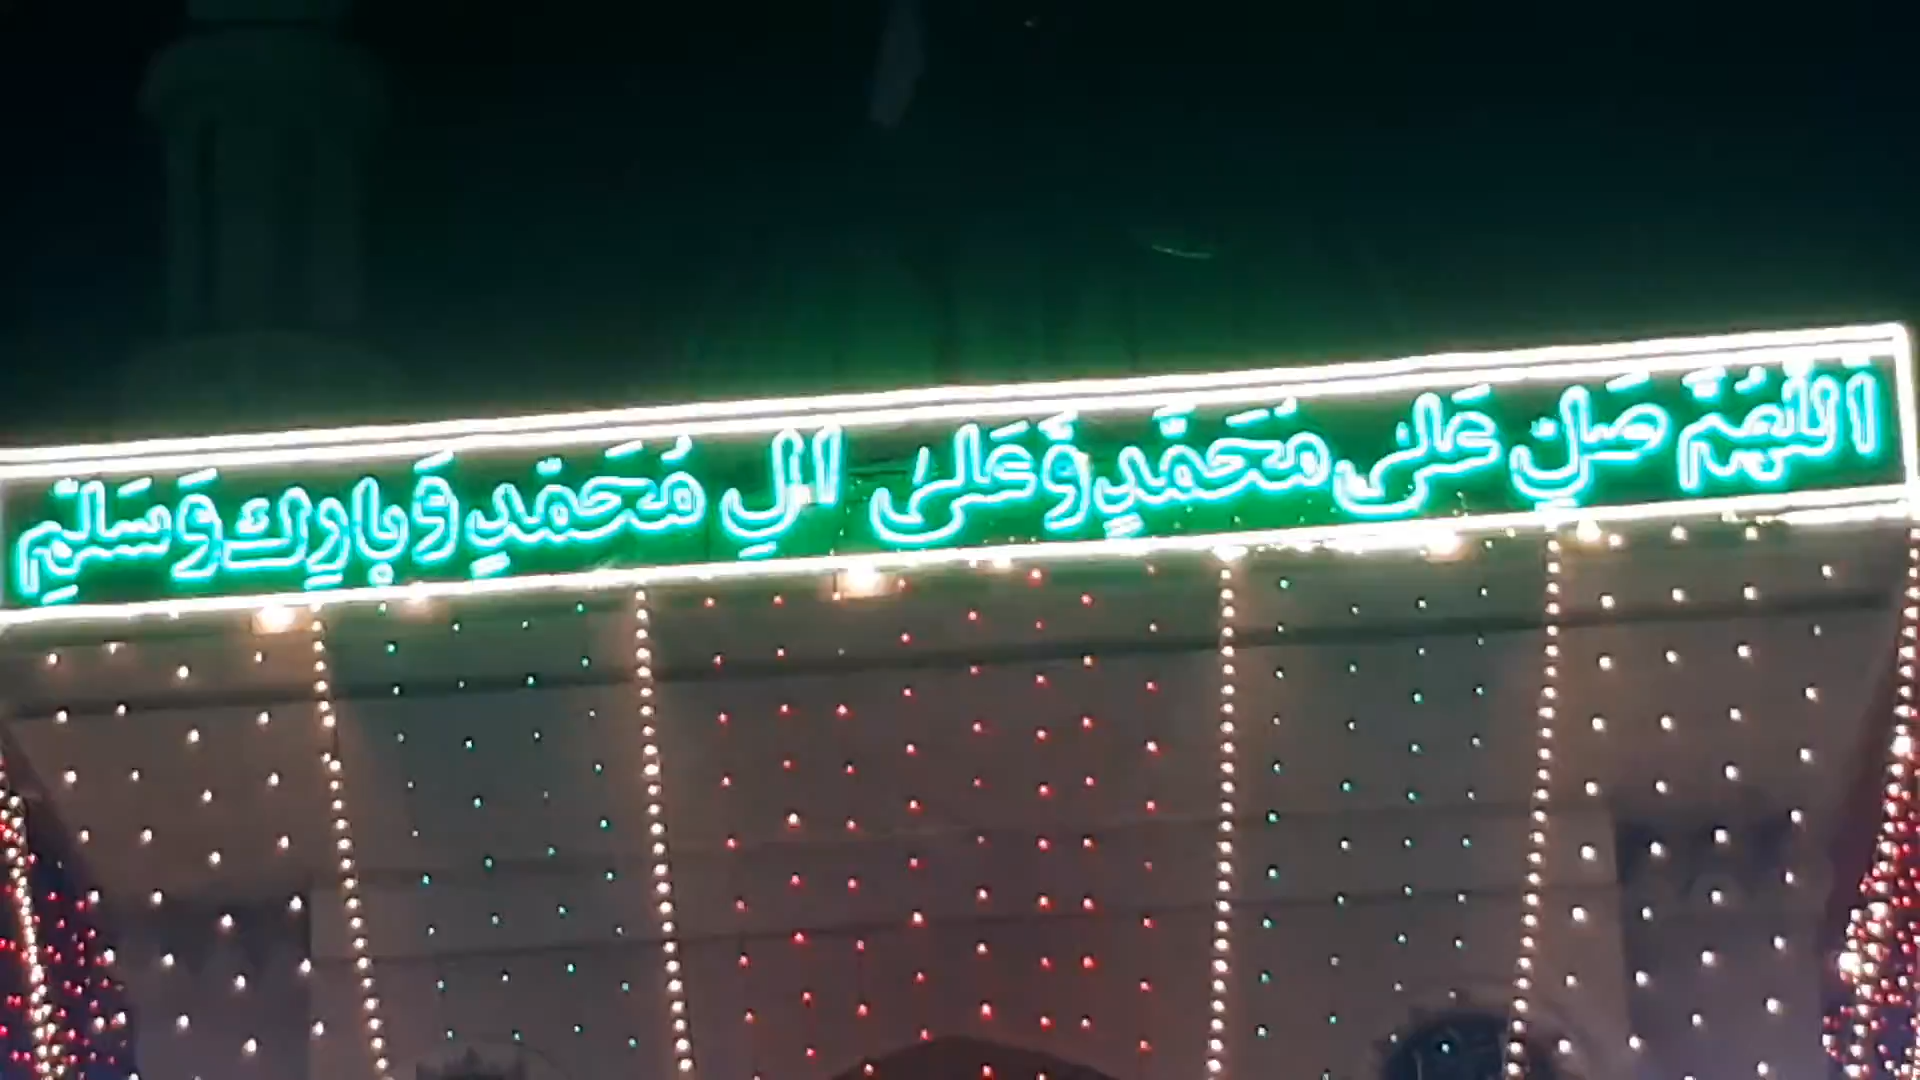 اَللّٰهُمَّ صَلِّ عَلٰى مُحَمَّدٍ وَّعَلٰى اٰلِ مُحَمَّدٍ وَبَارِكْ وَسَلِّمْ